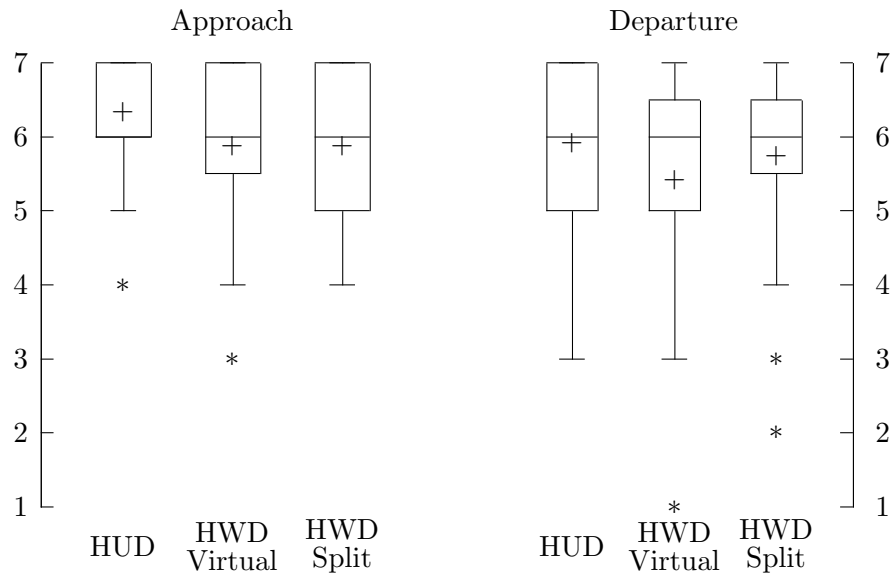 Approach
Departure
7
6
5
4
3
2
1
HUD
HWD
Virtual
HWD
Split
HUD
HWD
Virtual
HWD
Split
7
6
5
4
3
2
1